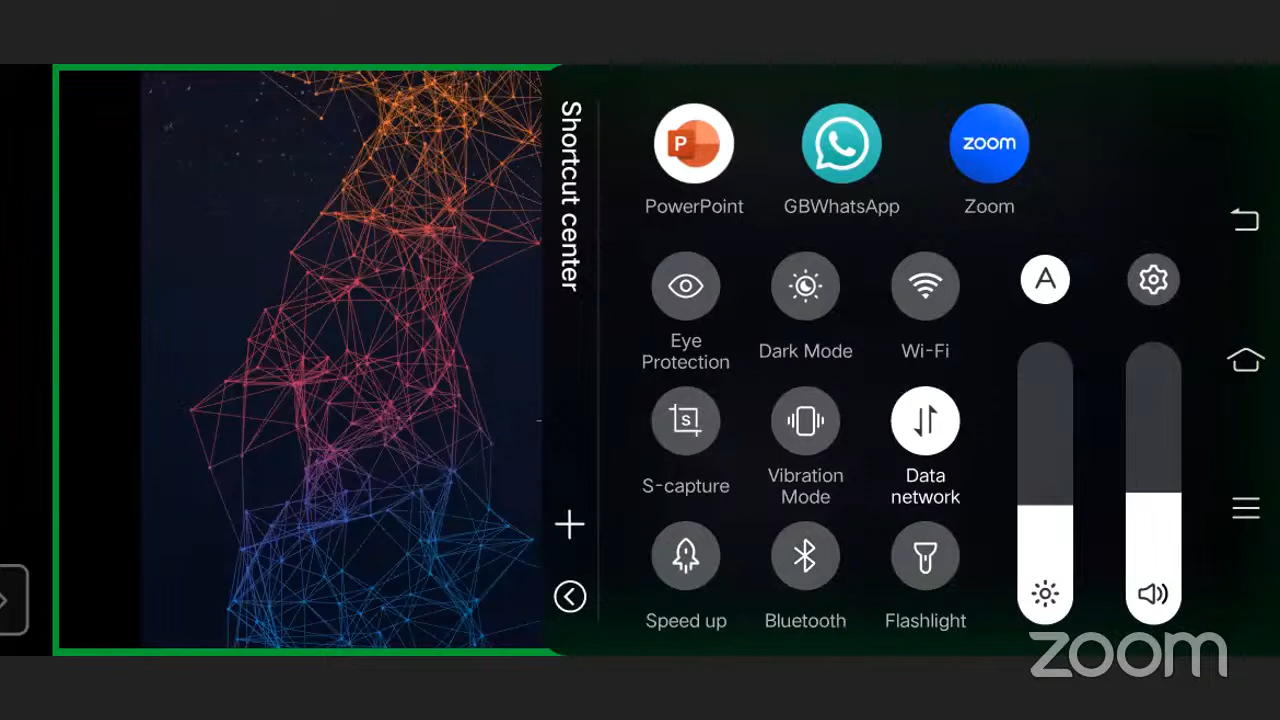 Shortcut center
P
zoom
PowerPoint
GBWhatsApp
Zoom
A
Eye
Protection
Dark Mode
Wi-Fi
S
S-capture
Vibration
Mode
Data
network
Speed up
Bluetooth
Flashlight
zoom